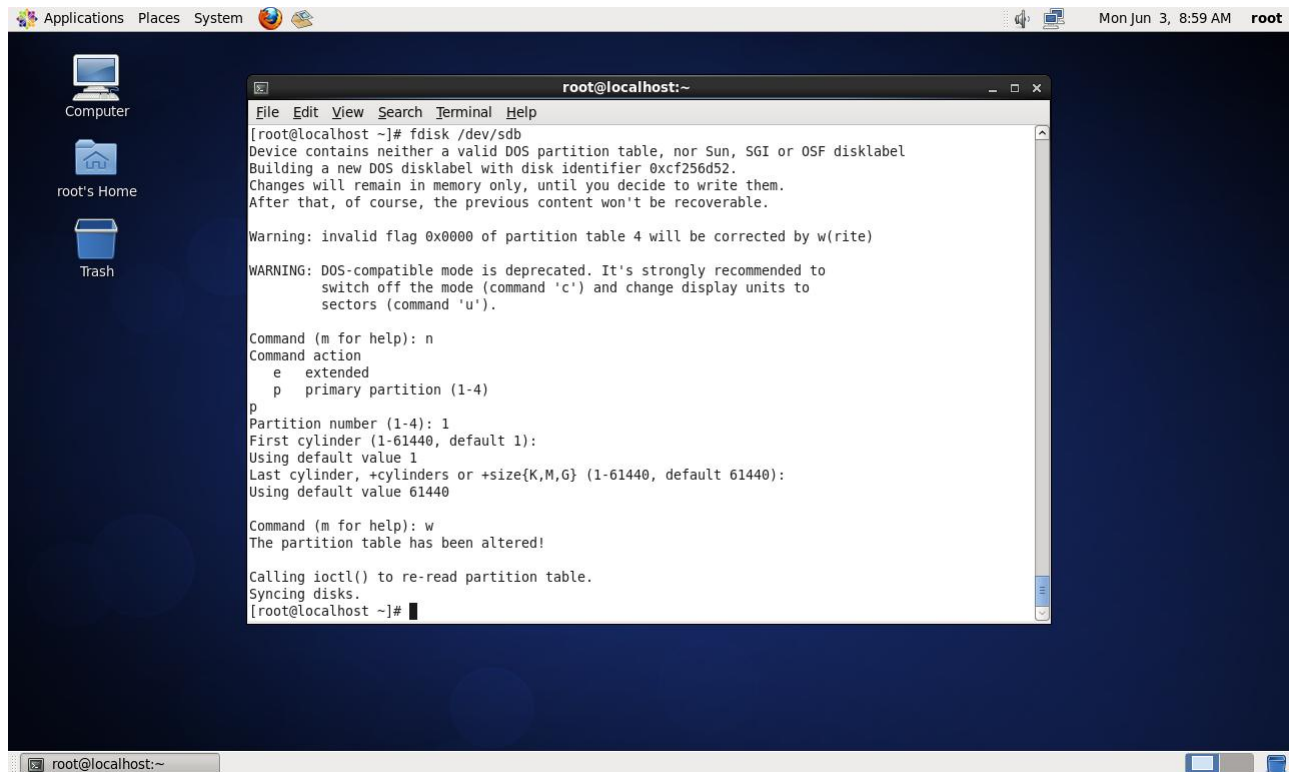 Applications Places System
Mon Jun 3, 8:59 AM root
Computer
root's Home
Trash
root@localhost:~
File Edit View Search Terminal Help
[root@localhost ~]# fdisk /dev/sdb
Device contains neither a valid DOS partition table, nor Sun, SGI or OSF disklabel
Building a new DOS disklabel with disk identifier 0xcf256d52.
Changes will remain in memory only, until you decide to write them.
After that, of course, the previous content won't be recoverable.
Warning: invalid flag 0x0000 of partition table 4 will be corrected by w(rite)
WARNING: DOS-compatible mode is deprecated. It's strongly recommended to
switch off the mode (command 'c') and change display units to
sectors (command 'u').
Command (m for help): n
Command action
e extended
p primary partition (1-4)
p
Partition number (1-4): 1
First cylinder (1-61440, default 1):
Using default value 1
Last cylinder, +cylinders or +size{K,M,G} (1-61440, default 61440):
Using default value 61440
Command (m for help): w
The partition table has been altered!
Calling ioctl() to re-read partition table.
Syncing disks.
[root@localhost ~]#
root@localhost:~